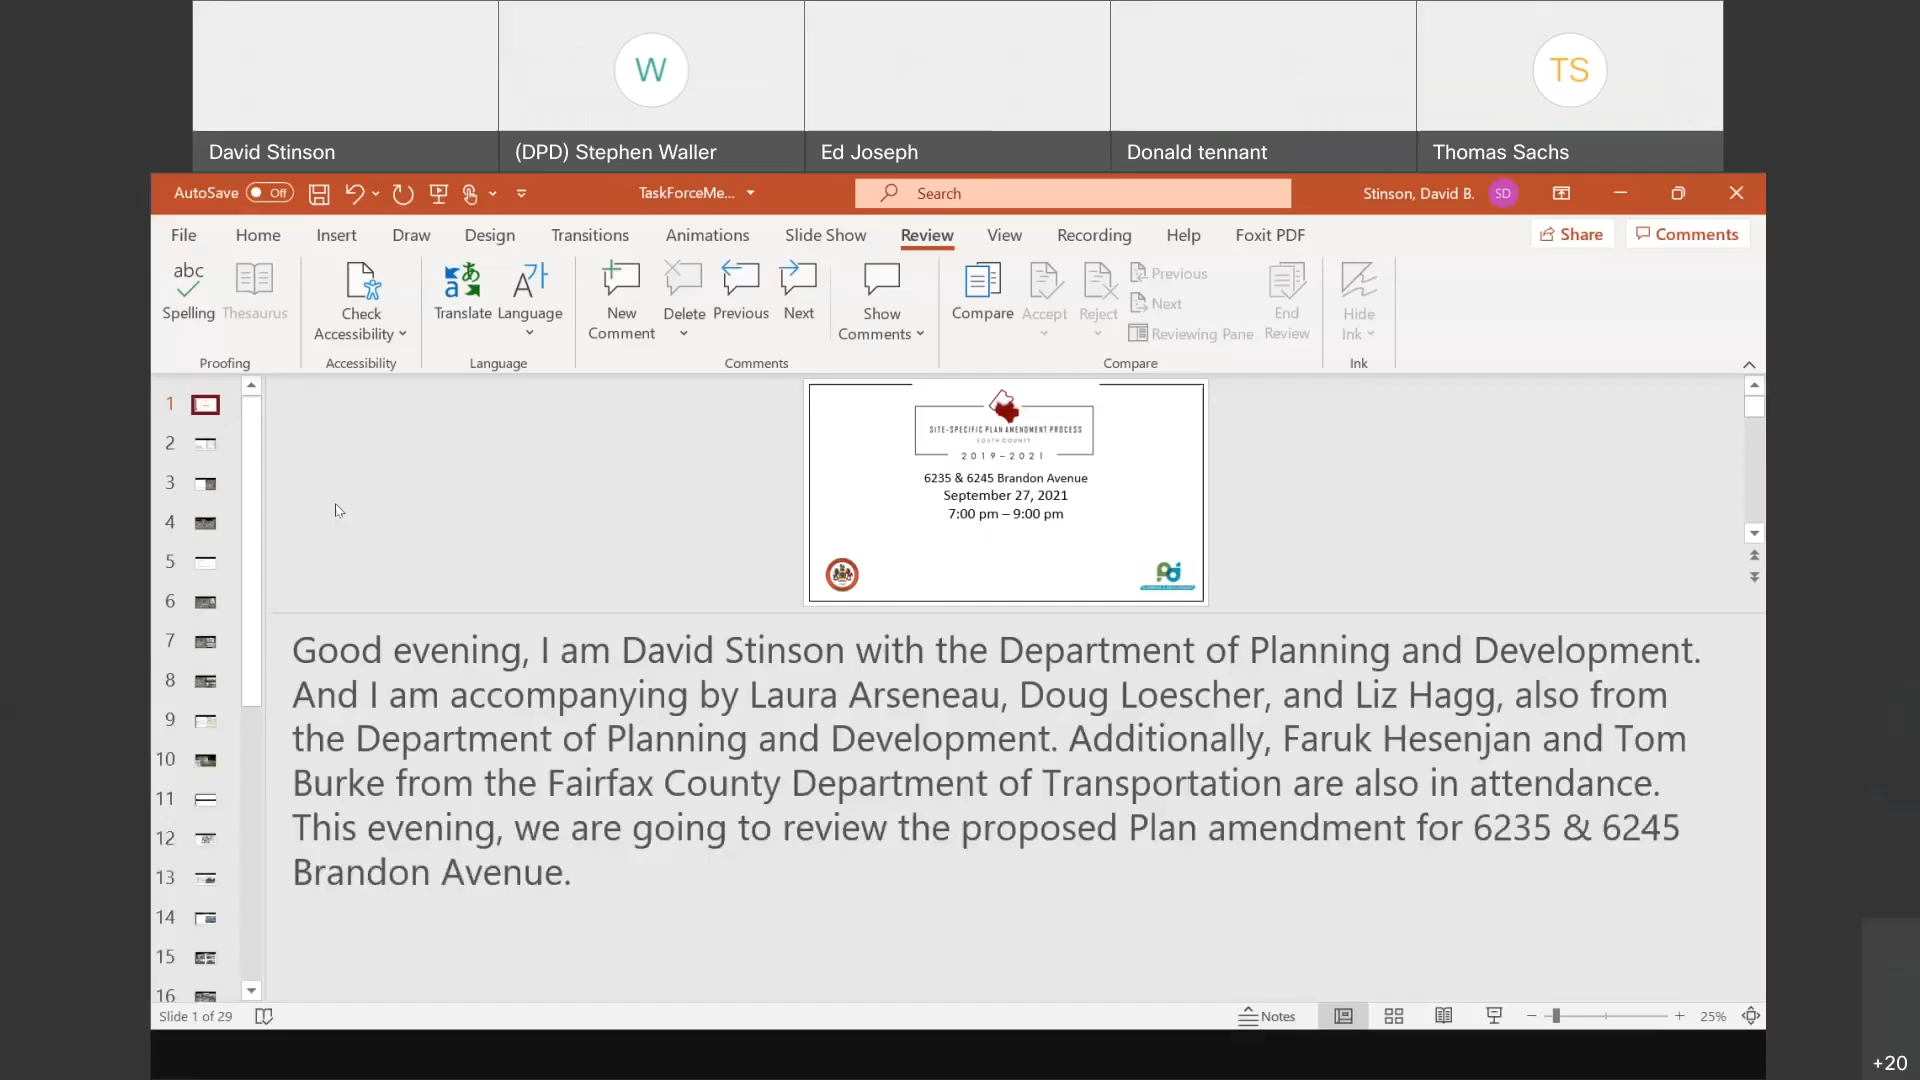 W
TS
David Stinson
(DPD) Stephen Waller
Ed Joseph
Donald tennant
Thomas Sachs
AutoSave Off
TaskForceMe...
Search
Stinson, David B. SD
File Home Insert Draw Design Transitions Animations Slide Show Review View Recording Help Foxit PDF Share Comments
abc
Spelling Thesaurus
Proofing
Check
Accessibility
Accessibility
Translate Language
Language
New
Comment
Delete Previous Next
Show
Comments
Comments
Compare Accept Reject
Previous
Next
Reviewing Pane
End
Review
Compare
Hide
Ink
Ink
1
2
3
4
5
6
7
8
9
10
11
12
13
14
15
16
SITE-SPECIFIC PLAN AMENDMENT PROCESS
SOUTH COUNTY
2019-2021
6235 & 6245 Brandon Avenue
September 27, 2021
7:00 pm – 9:00 pm
Good evening, I am David Stinson with the Department of Planning and Development.
And I am accompanying by Laura Arseneau, Doug Loescher, and Liz Hagg, also from
the Department of Planning and Development. Additionally, Faruk Hesenjan and Tom
Burke from the Fairfax County Department of Transportation are also in attendance.
This evening, we are going to review the proposed Plan amendment for 6235 & 6245
Brandon Avenue.
Slide 1 of 29
Notes
25%
+20